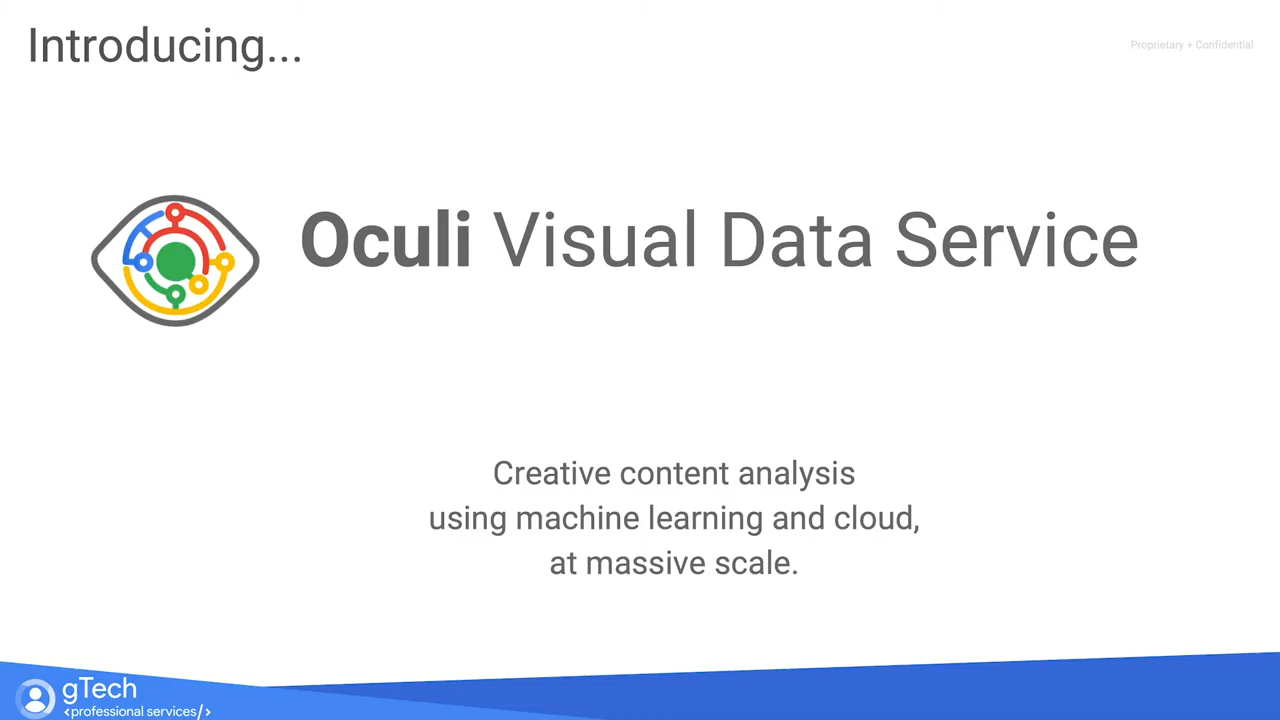 Introducing...
Proprietary + Confidential
Oculi Visual Data Service
Creative content analysis
using machine learning and cloud,
at massive scale.
gTech
<professional services/>